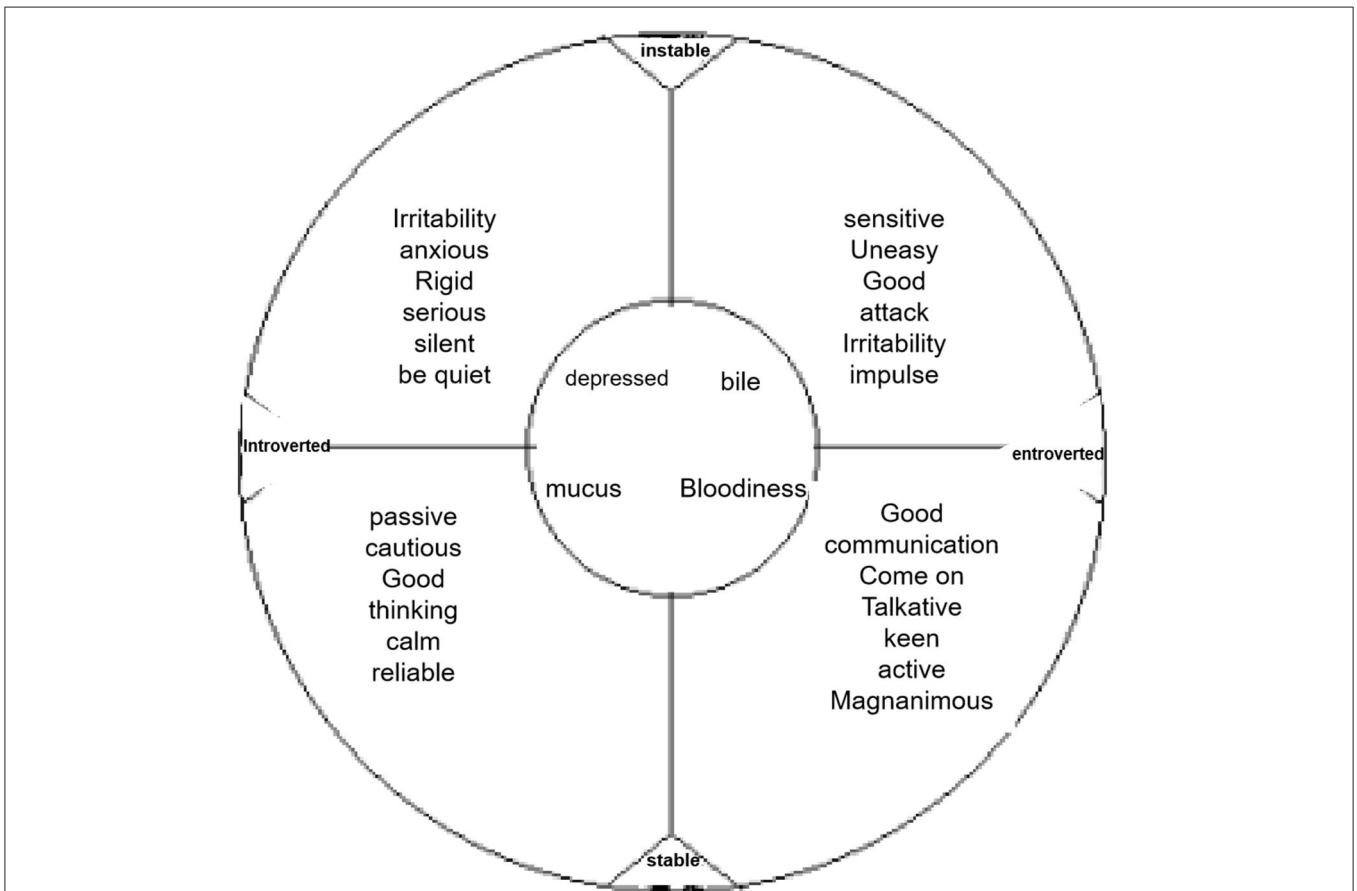 instable
Irritability
anxious
Rigid
serious
silent
be quiet
sensitive
Uneasy
Good
attack
Irritability
impulse
depressed
bile
Introverted
entroverted
mucus
Bloodiness
passive
cautious
Good
thinking
calm
reliable
Good
communication
Come on
Talkative
keen
active
Magnanimous
stable